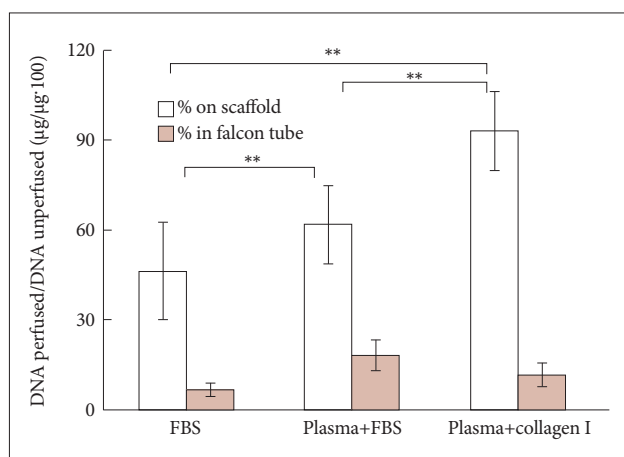 DNA perfused/DNA unperfused (µg/µg·100)
120
90
60
30
0
**
**
**
% on scaffold
% in falcon tube
FBS
Plasma+FBS
Plasma+collagen I